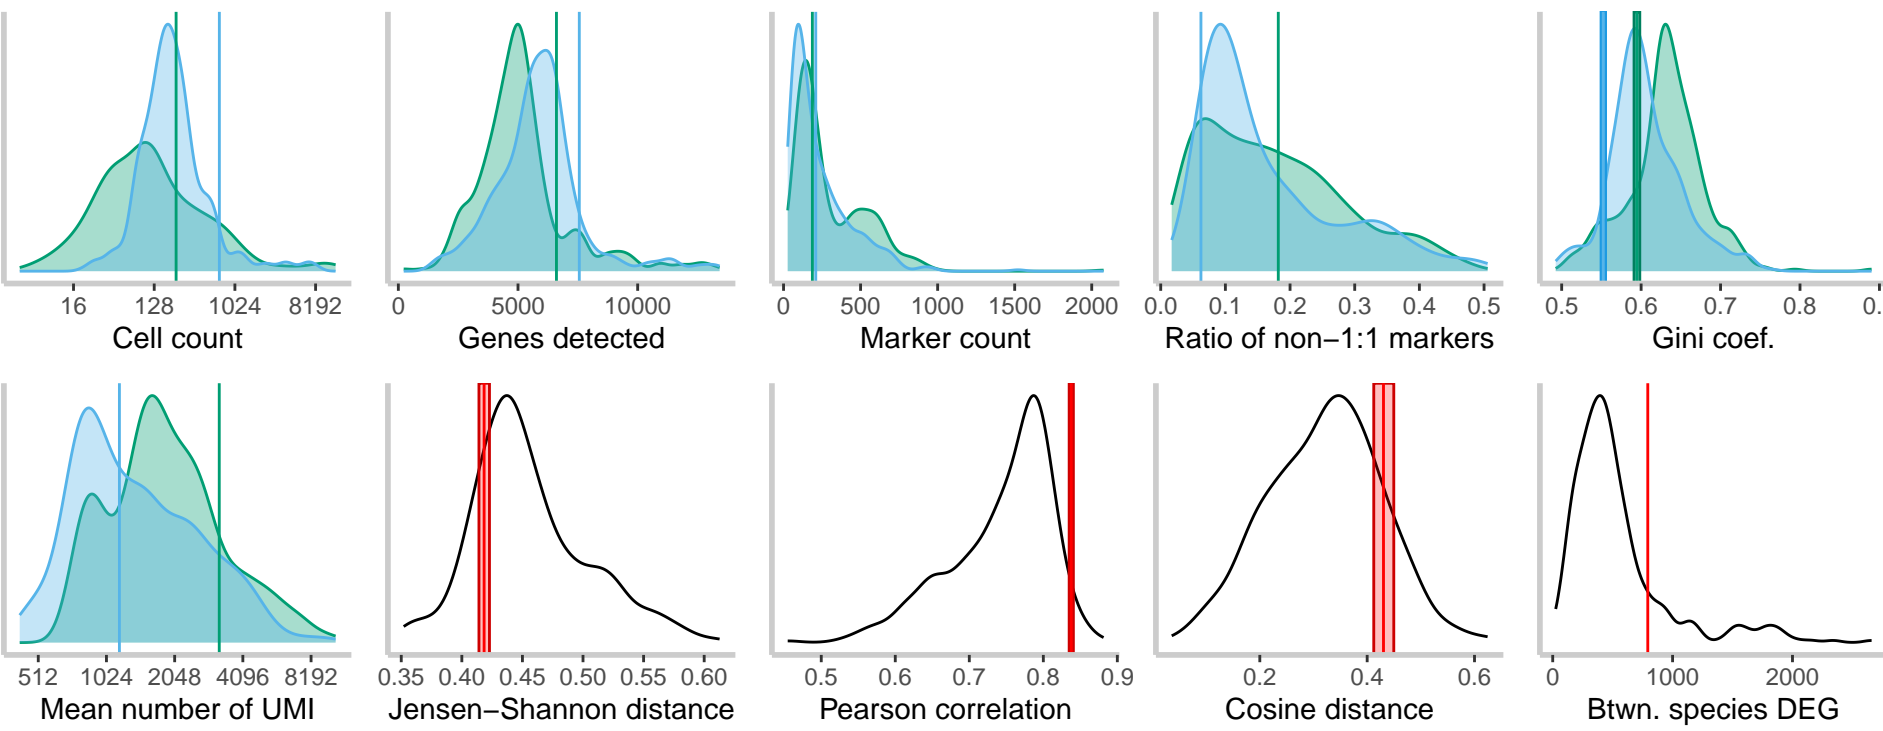 16 128 1024 8192
Cell count
0 5000 10000
Genes detected
0 500 1000 1500 2000
Marker count
0.0 0.1 0.2 0.3 0.4 0.5
Ratio of non−1:1 markers
0.5 0.6 0.7 0.8 0.
Gini coef.
512 1024 2048 4096 8192
Mean number of UMI
0.35 0.40 0.45 0.50 0.55 0.60
Jensen−Shannon distance
0.5 0.6 0.7 0.8 0.9
Pearson correlation
0.2 0.4 0.6
Cosine distance
0 1000 2000
Btwn. species DEG